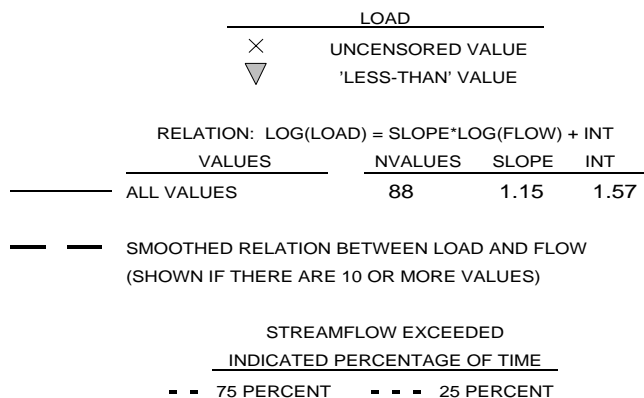 LOAD
UNCENSORED VALUE
'LESS-THAN' VALUE
RELATION: LOG(LOAD) = SLOPE*LOG(FLOW) + INT
VALUES NVALUES SLOPE INT
ALL VALUES 88 1.15 1.57
SMOOTHED RELATION BETWEEN LOAD AND FLOW
(SHOWN IF THERE ARE 10 OR MORE VALUES)
STREAMFLOW EXCEEDED
INDICATED PERCENTAGE OF TIME
75 PERCENT 25 PERCENT